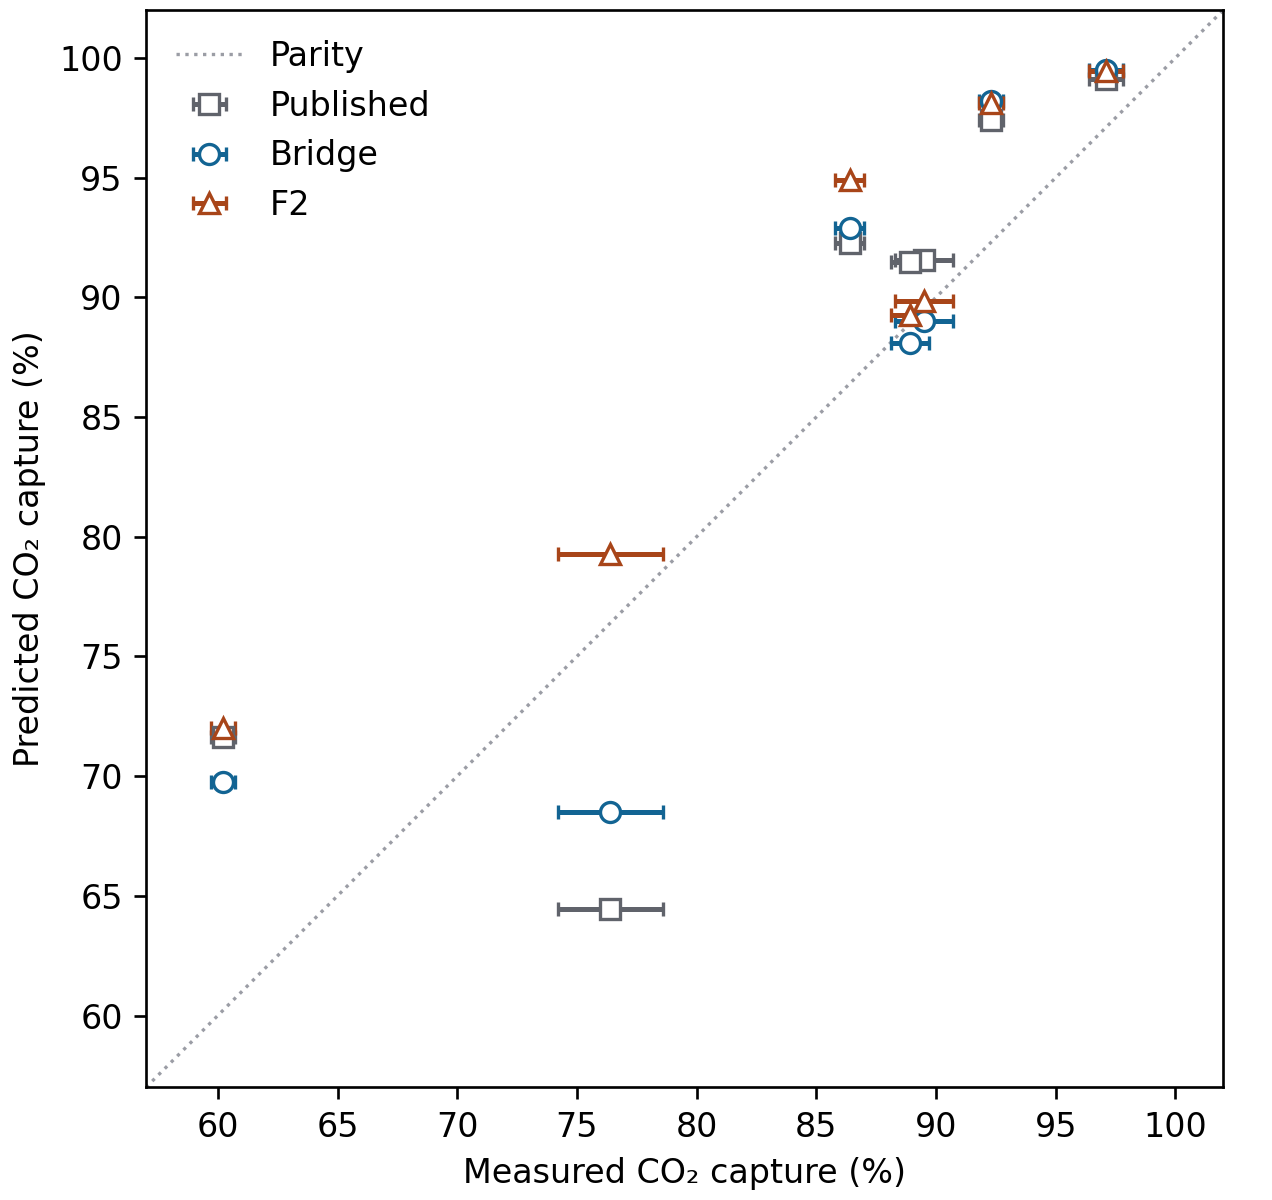 Parity
Published
Bridge
F2
100
95
90
85
80
75
70
65
60
Predicted CO₂ capture (%)
60 65 70 75 80 85 90 95 100
Measured CO₂ capture (%)